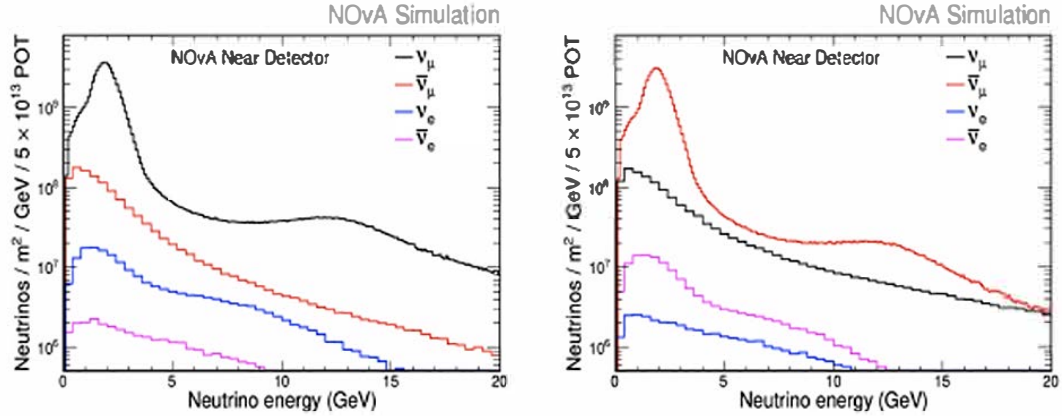 NOvA Simulation
NOvA Near Detector
ν_μ
ν̄_μ
ν_e
ν̄_e
10⁹
10⁸
10⁷
10⁶
Neutrinos / m² / GeV / 5 × 10¹³ POT
0 5 10 15 20
Neutrino energy (GeV)
NOvA Simulation
NOvA Near Detector
ν_μ
ν̄_μ
ν_e
ν̄_e
10⁹
10⁸
10⁷
10⁶
Neutrinos / m² / GeV / 5 × 10¹³ POT
0 5 10 15 20
Neutrino energy (GeV)